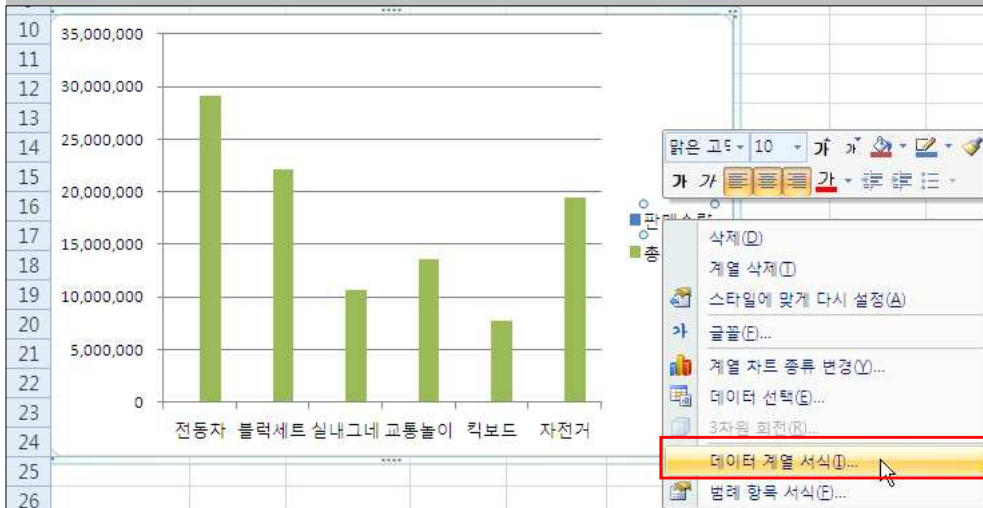 10
11
12
13
14
15
16
17
18
19
20
21
22
23
24
25
26
35,000,000
30,000,000
25,000,000
20,000,000
15,000,000
10,000,000
5,000,000
0
전동차 블럭세트 실내그네 교통놀이 킥보드 자전거
총
맑은 10 가 가
가 가 가
삭제(D)
계열 삭제(T)
스타일에 맞게 다시 설정(A)
가 글꼴(F)...
계열 차트 종류 변경(Y)...
데이터 선택(E)...
3차원 회전(R)...
데이터 계열 서식(I)...
범례 항목 서식(F)...